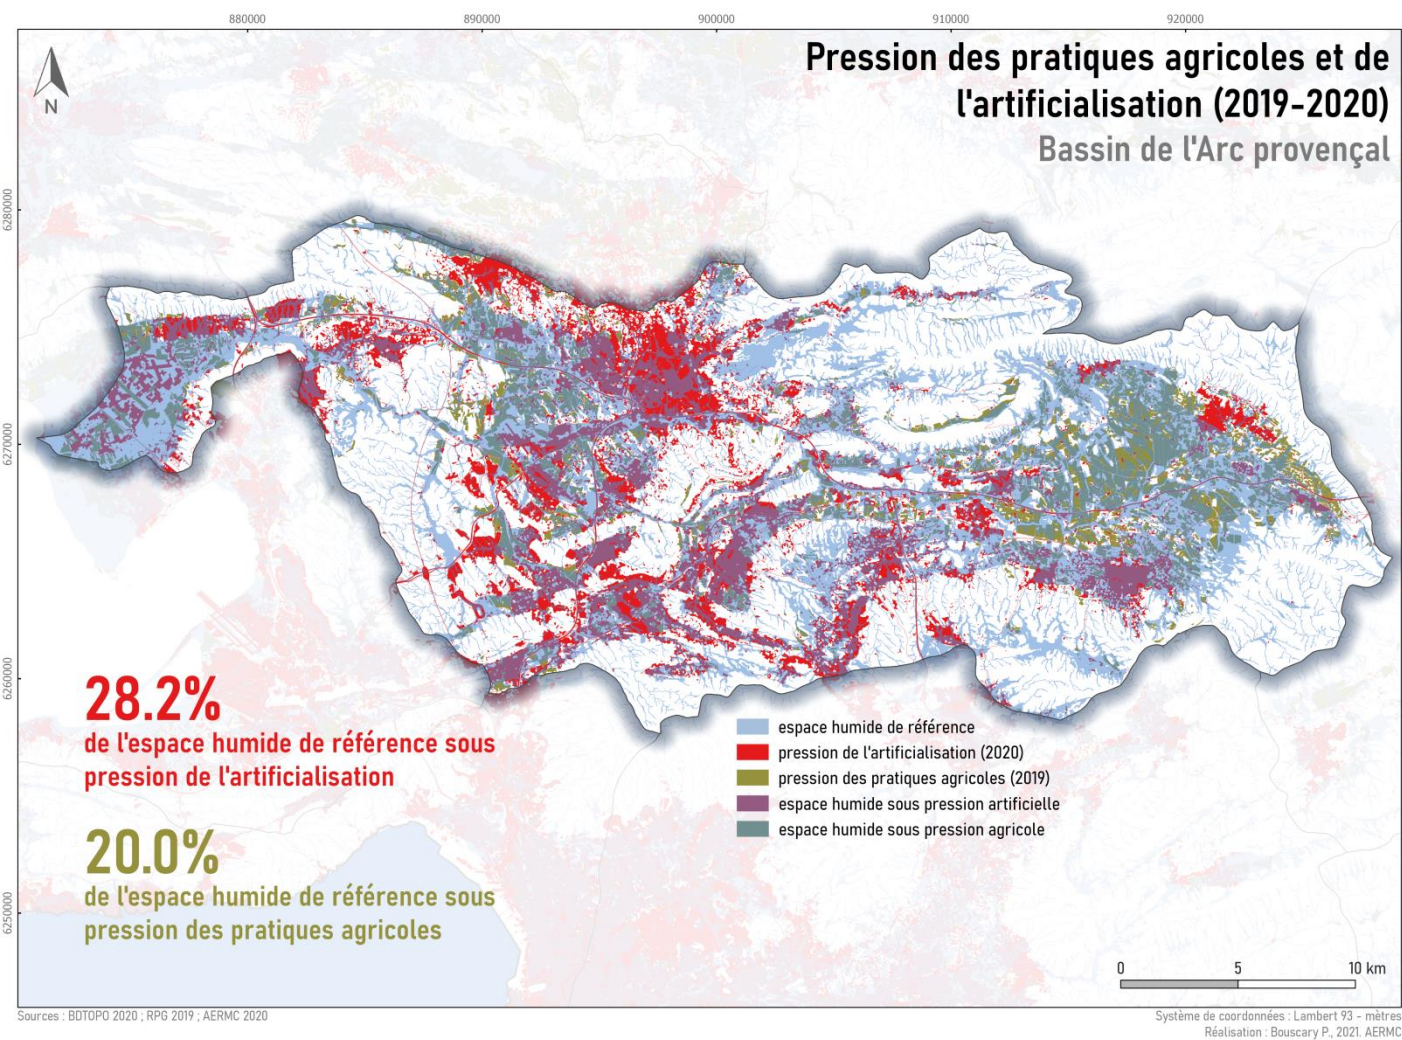 880000
890000
900000
910000
920000
Pression des pratiques agricoles et de
l'artificialisation (2019-2020)
Bassin de l'Arc provençal
N
6280000
6270000
6260000
6250000
28.2%
de l'espace humide de référence sous
pression de l'artificialisation
20.0%
de l'espace humide de référence sous
pression des pratiques agricoles
espace humide de référence
pression de l'artificialisation (2020)
pression des pratiques agricoles (2019)
espace humide sous pression artificielle
espace humide sous pression agricole
0 5 10 km
Sources : BDTOPO 2020 ; RPG 2019 ; AERMC 2020
Système de coordonnées : Lambert 93 - mètres
Réalisation : Bouscary P., 2021. AERMC